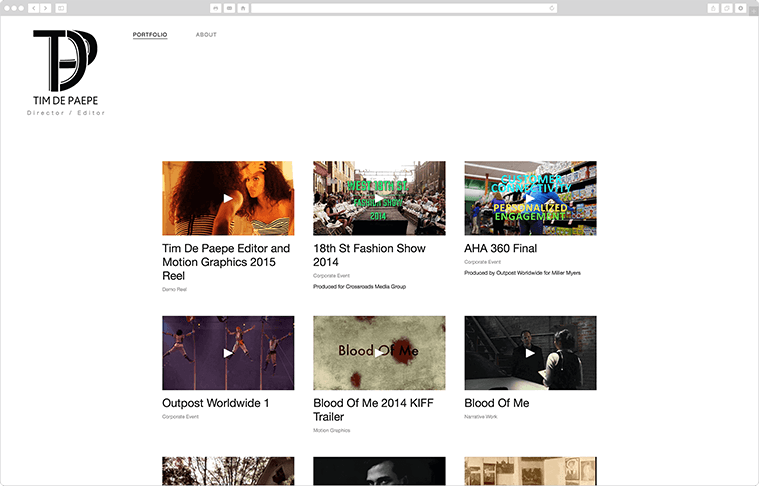 PORTFOLIO
ABOUT
TDP
TIM DE PAEPE
Director / Editor
WEST 18TH ST.
FASHION SHOW
2014
CUSTOMER
CONNECTIVITY
PERSONALIZED
ENGAGEMENT
Tim De Paepe Editor and
Motion Graphics 2015
Reel
Demo Reel
18th St Fashion Show
2014
Corporate Event
Produced for Crossroads Media Group
AHA 360 Final
Corporate Event
Produced by Outpost Worldwide for Miller Myers
Blood Of Me
Outpost Worldwide 1
Corporate Event
Blood Of Me 2014 KIFF
Trailer
Motion Graphics
Blood Of Me
Narrative Work